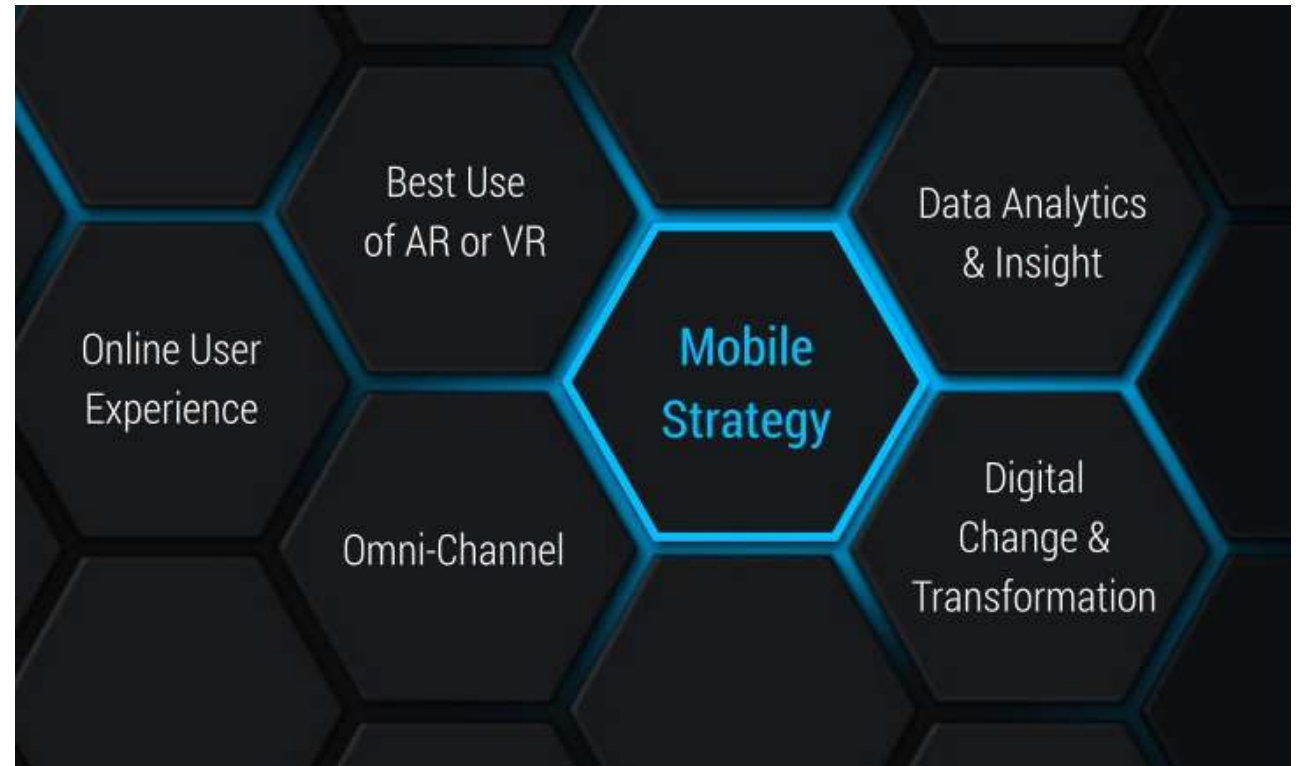 Best Use
of AR or VR
Data Analytics
& Insight
Online User
Experience
Mobile
Strategy
Omni-Channel
Digital
Change &
Transformation